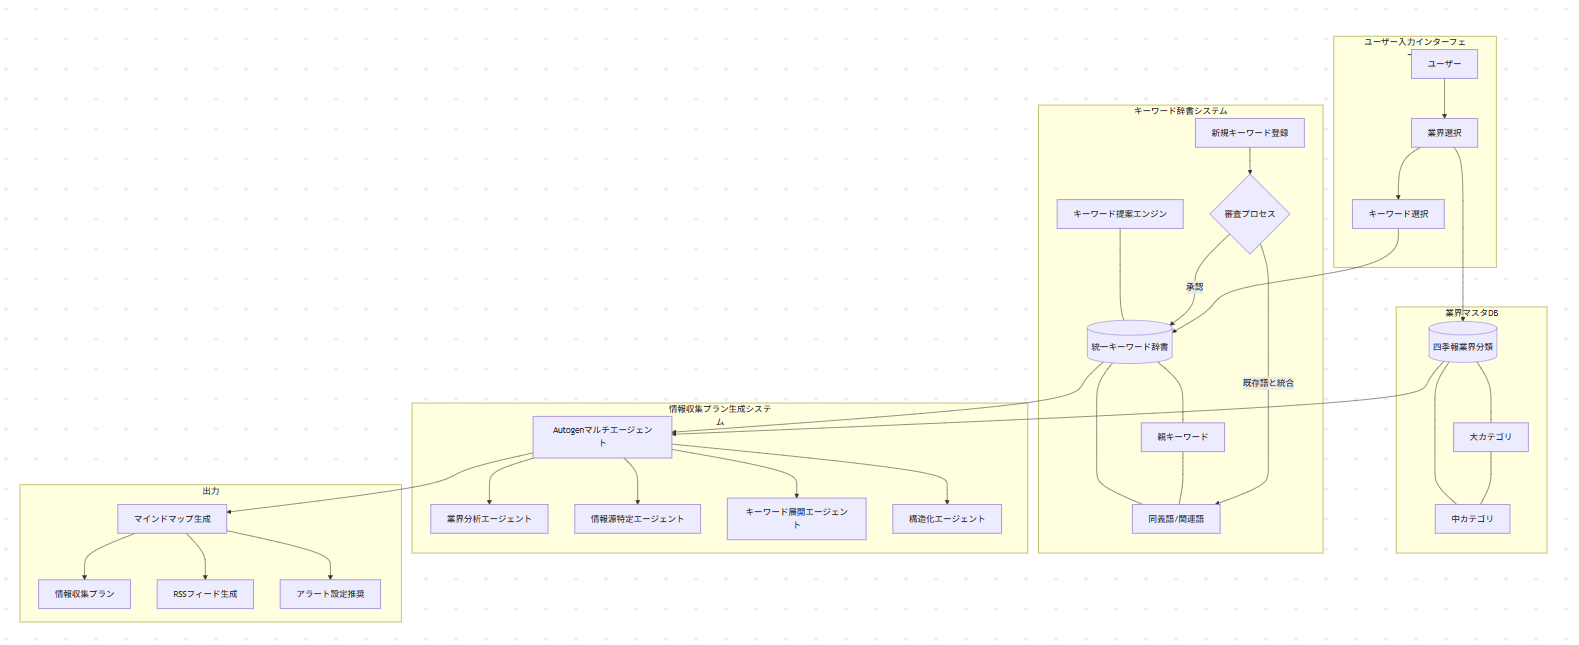 ユーザー入力インターフェ
ー
ユーザー
業界選択
キーワード選択
キーワード辞書システム
新規キーワード登録
キーワード提案エンジン
審査プロセス
承認
統一キーワード辞書
既存語と統合
親キーワード
同義語/関連語
業界マスタDB
四季報業界分類
大カテゴリ
中カテゴリ
情報収集プラン生成システ
ム
Autogenマルチエージェン
ト
業界分析エージェント
情報源特定エージェント
キーワード展開エージェン
ト
構造化エージェント
出力
マインドマップ生成
情報収集プラン
RSSフィード生成
アラート設定推奨